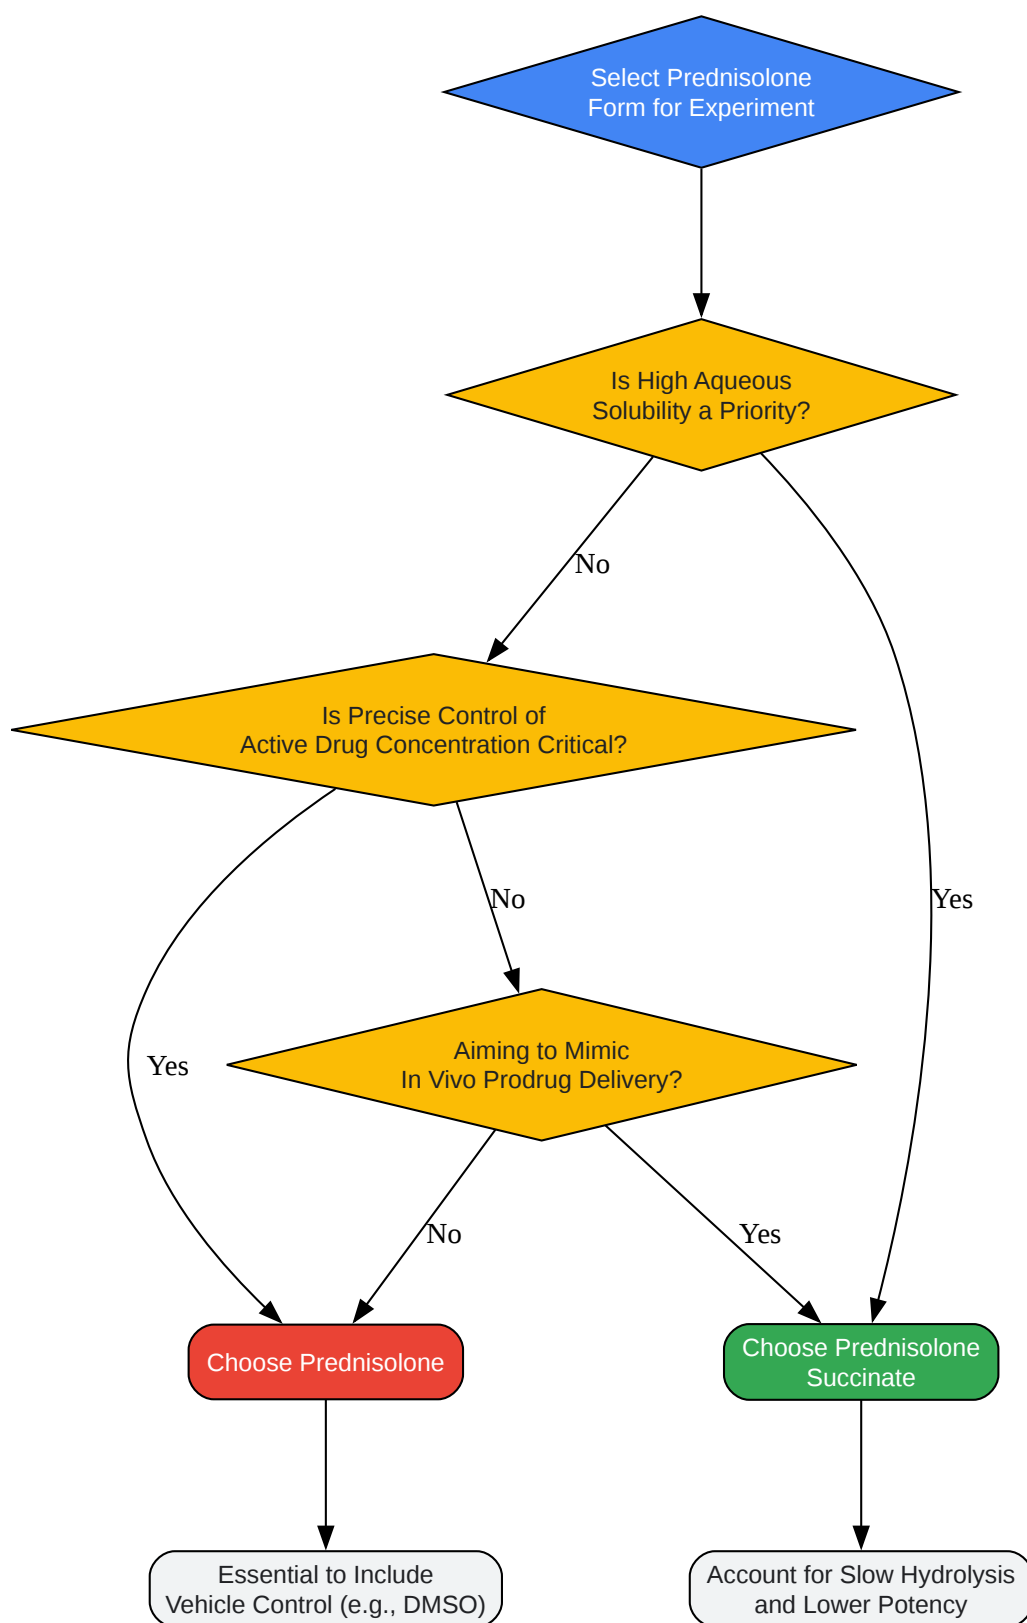 Select Prednisolone
Form for Experiment
Is High Aqueous
Solubility a Priority?
No
Is Precise Control of
Active Drug Concentration Critical?
No
Yes
Aiming to Mimic
In Vivo Prodrug Delivery?
Yes
No
Yes
Choose Prednisolone
Choose Prednisolone
Succinate
Essential to Include
Vehicle Control (e.g., DMSO)
Account for Slow Hydrolysis
and Lower Potency